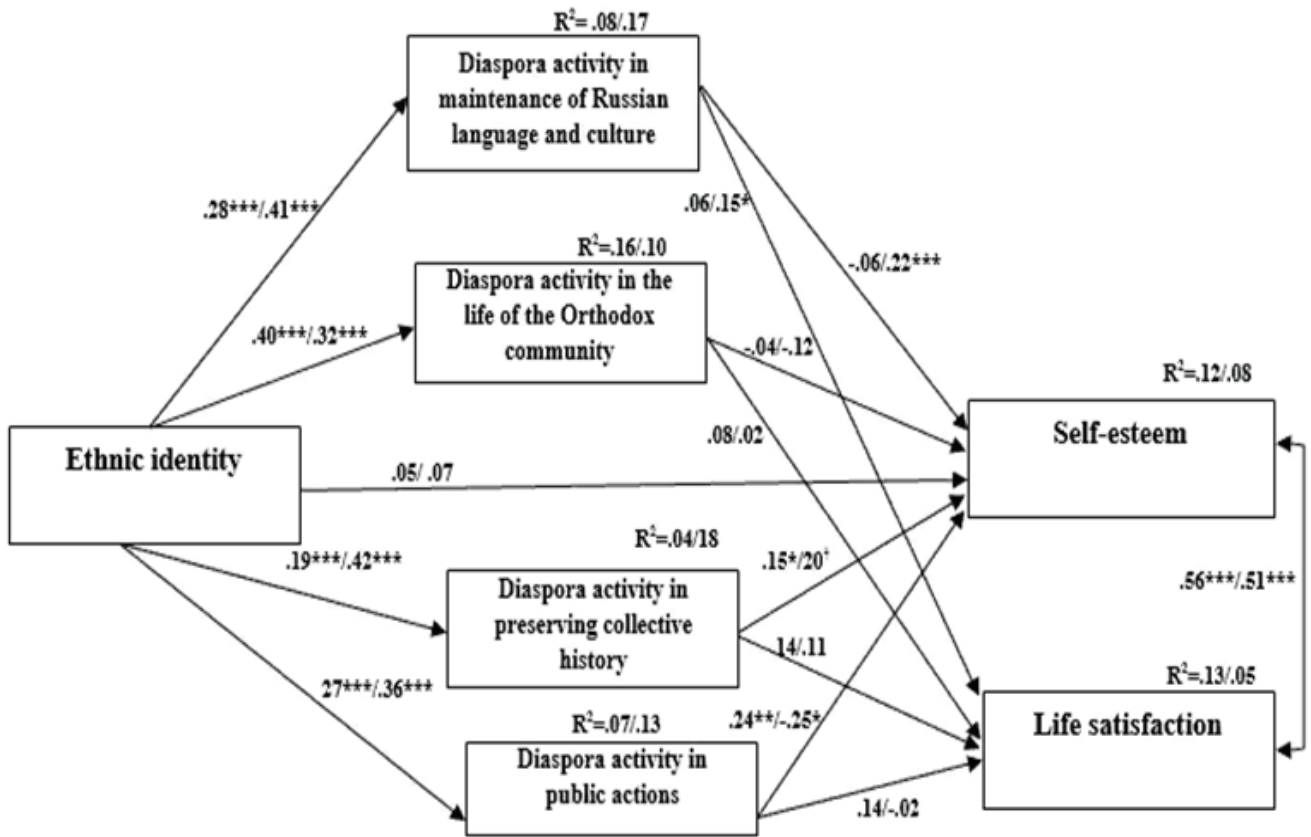 R²= .08/.17
Diaspora activity in
maintenance of Russian
language and culture
.28***/.41***
.06/.15*
-.06/.22***
R²=.16/.10
Diaspora activity in the
life of the Orthodox
community
.40***/.32***
-.04/-.12
.08/.02
R²=.12/.08
Self-esteem
Ethnic identity
.05/ .07
R²=.04/18
.19***/.42***
.15*/20†
.56***/.51***
Diaspora activity in
preserving collective
history
14/.11
27***/.36***
.24**/-.25*
R²=.13/.05
Life satisfaction
R²=.07/.13
Diaspora activity in
public actions
.14/-.02